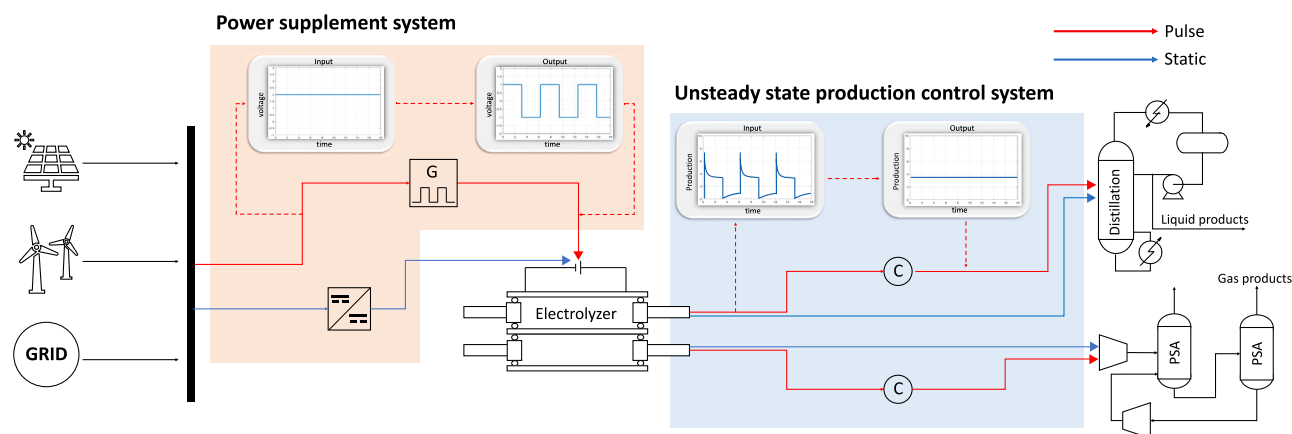 Power supplement system
Pulse
Static
Input
voltage
time
Output
voltage
time
Unsteady state production control system
Input
Production
time
Output
Production
time
G
C
Distillation
Liquid products
Electrolyzer
GRID
Gas products
PSA
PSA
C